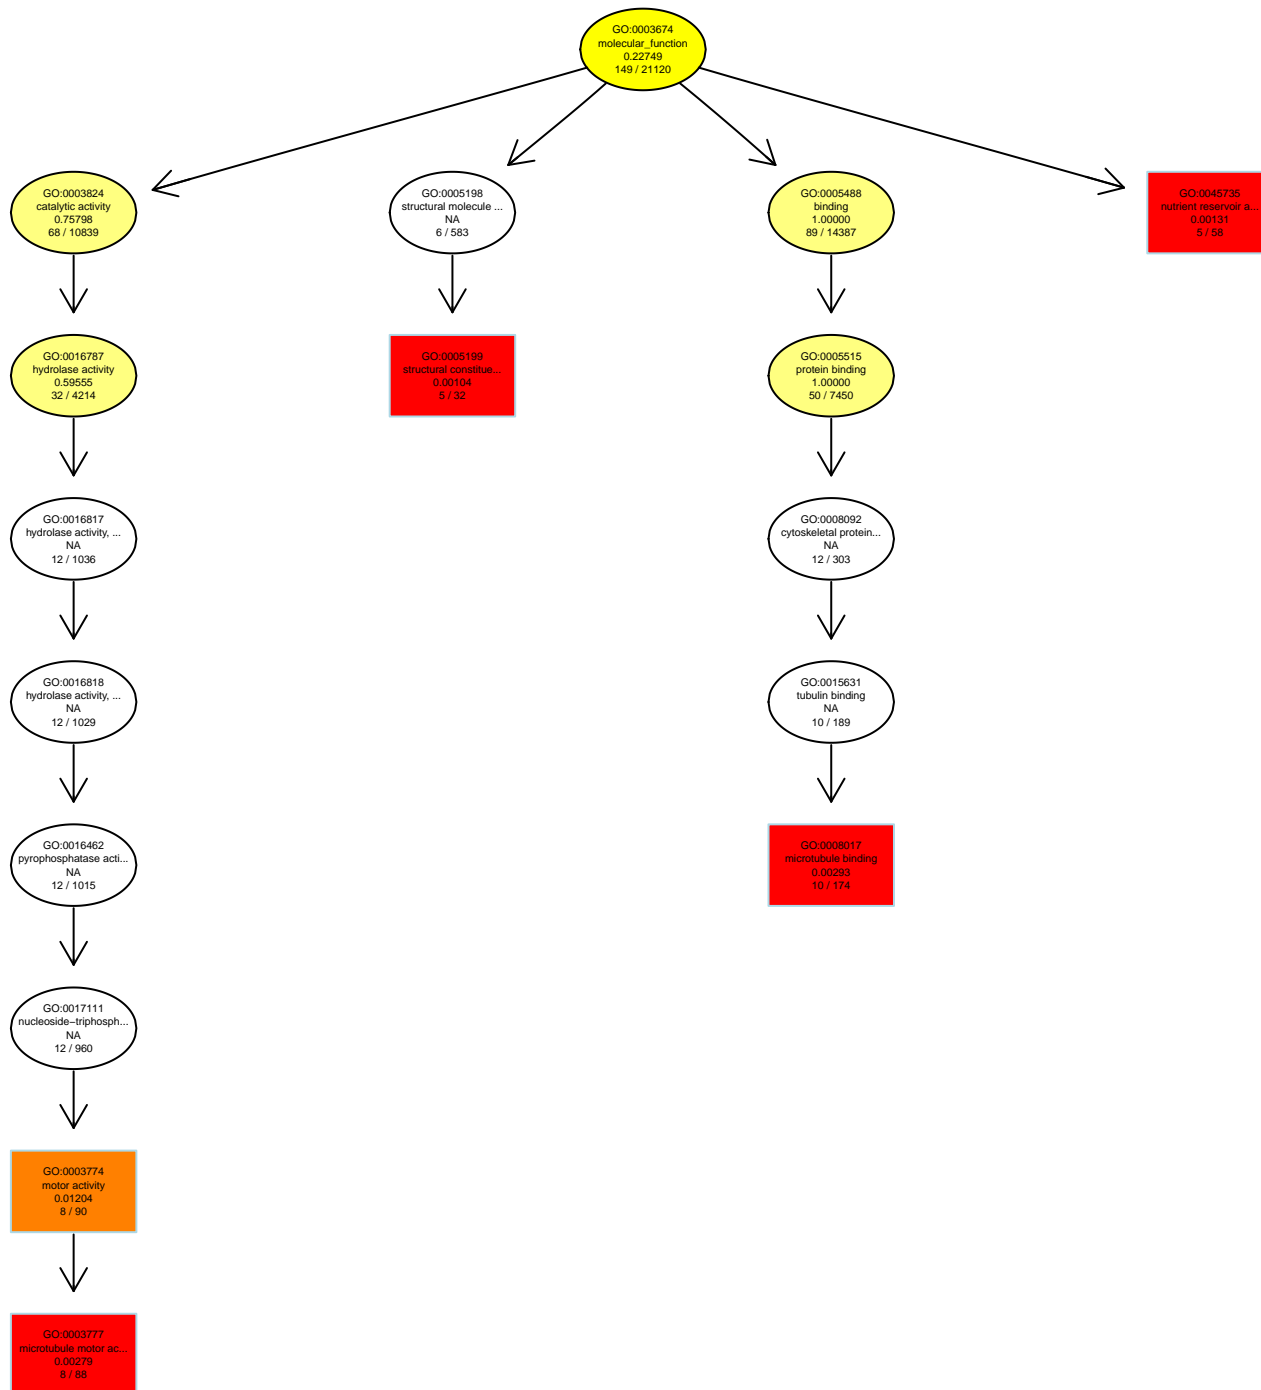 GO:0003674
molecular_function
0.22749
149 / 21120
GO:0003824
catalytic activity
0.75798
68 / 10839
GO:0005198
structural molecule ...
NA
6 / 583
GO:0005488
binding
1.00000
89 / 14387
GO:0045735
nutrient reservoir a...
0.00131
5 / 58
GO:0016787
hydrolase activity
0.59555
32 / 4214
GO:0005199
structural constitue...
0.00104
5 / 32
GO:0005515
protein binding
1.00000
50 / 7450
GO:0016817
hydrolase activity, ...
NA
12 / 1036
GO:0008092
cytoskeletal protein...
NA
12 / 303
GO:0016818
hydrolase activity, ...
NA
12 / 1029
GO:0015631
tubulin binding
NA
10 / 189
GO:0016462
pyrophosphatase acti...
NA
12 / 1015
GO:0008017
microtubule binding
0.00293
10 / 174
GO:0017111
nucleoside−triphosph...
NA
12 / 960
GO:0003774
motor activity
0.01204
8 / 90
GO:0003777
microtubule motor ac...
0.00279
8 / 88